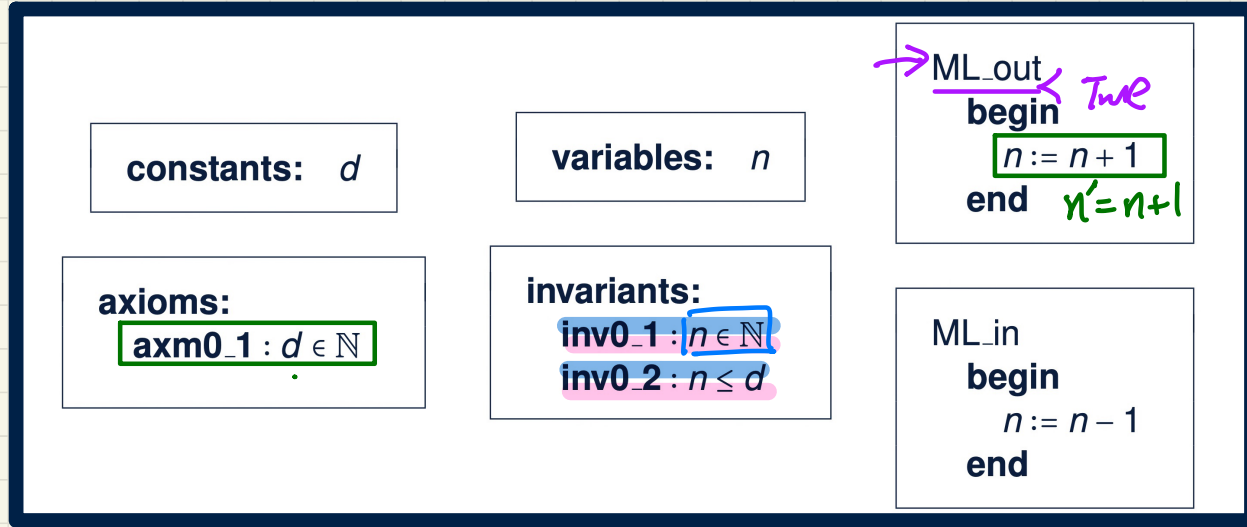 constants: d
axioms:
axm0_1 : d ∈ ℕ
variables: n
invariants:
inv0_1 : n ∈ ℕ
inv0_2 : n ≤ d
ML_out
True
begin
n := n + 1
end n' = n+1
ML_in
begin
n := n − 1
end